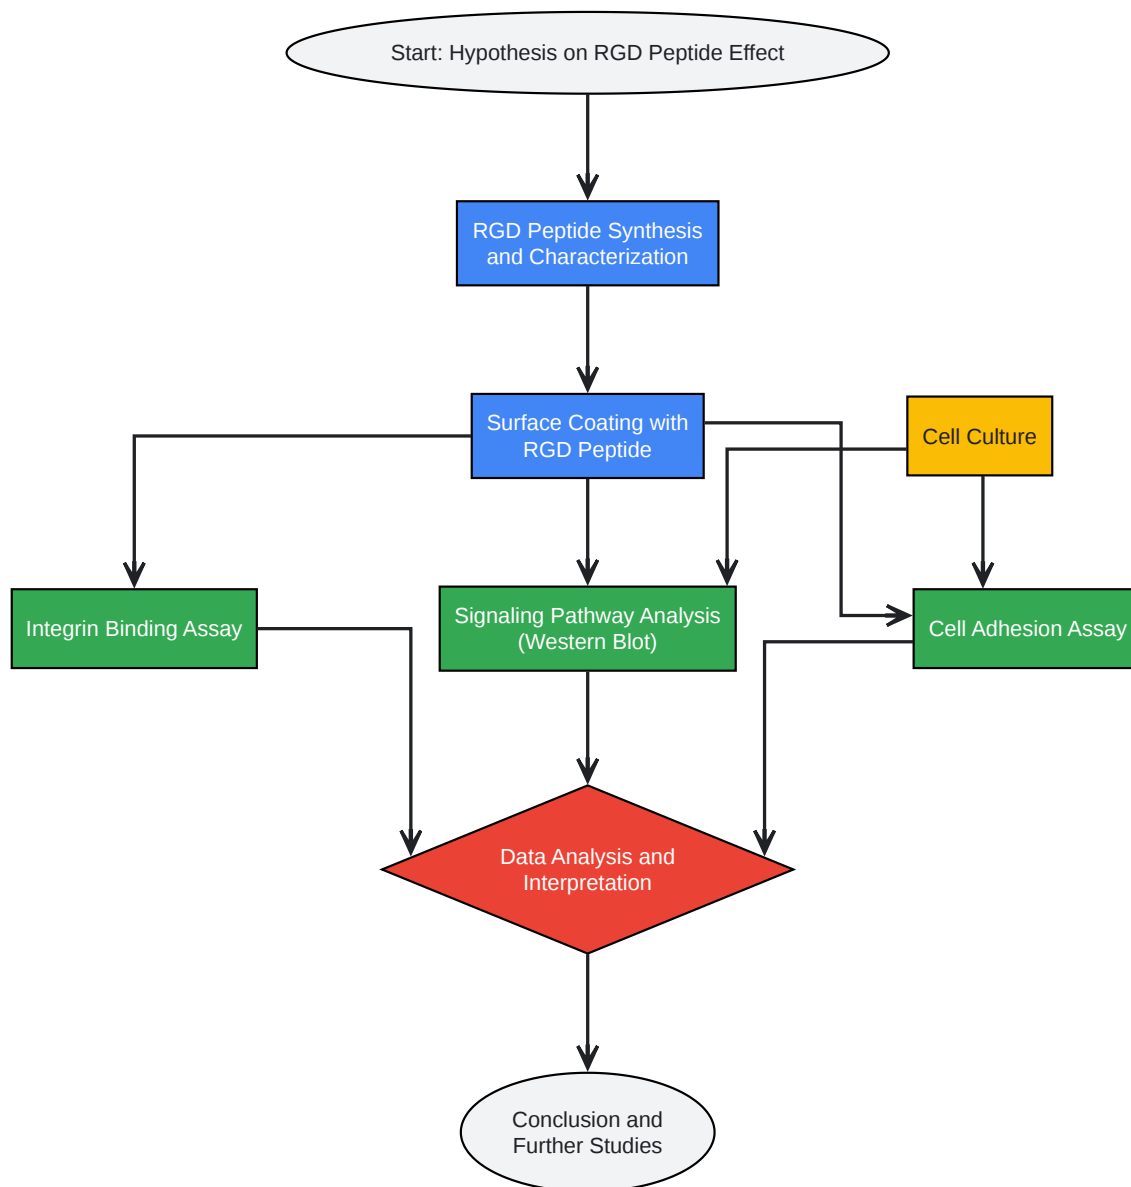 Start: Hypothesis on RGD Peptide Effect
RGD Peptide Synthesis
and Characterization
Surface Coating with
RGD Peptide
Cell Culture
Integrin Binding Assay
Signaling Pathway Analysis
(Western Blot)
Cell Adhesion Assay
Data Analysis and
Interpretation
Conclusion and
Further Studies